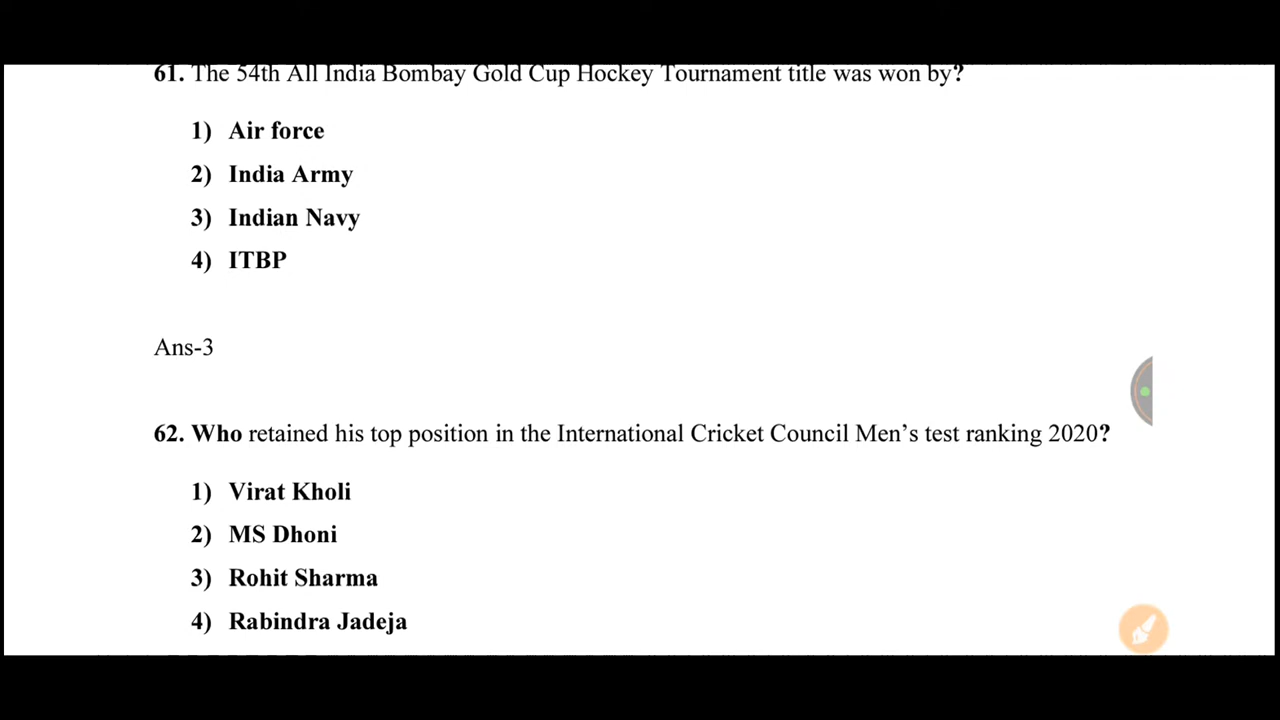 61. The 54th All India Bombay Gold Cup Hockey Tournament title was won by?
1) Air force
2) India Army
3) Indian Navy
4) ITBP
Ans-3
62. Who retained his top position in the International Cricket Council Men’s test ranking 2020?
1) Virat Kholi
2) MS Dhoni
3) Rohit Sharma
4) Rabindra Jadeja